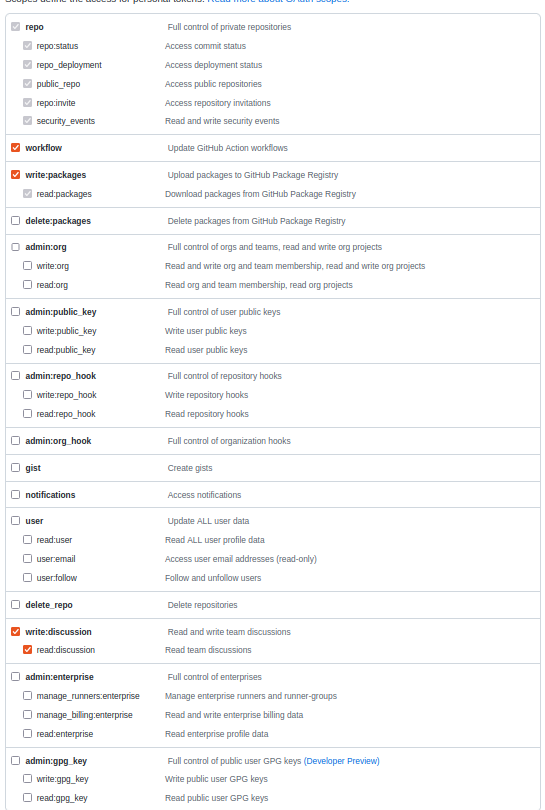 Scopes define the access for personal tokens. Read more about OAuth scopes.
repo Full control of private repositories
repo:status Access commit status
repo_deployment Access deployment status
public_repo Access public repositories
repo:invite Access repository invitations
security_events Read and write security events
workflow Update GitHub Action workflows
write:packages Upload packages to GitHub Package Registry
read:packages Download packages from GitHub Package Registry
delete:packages Delete packages from GitHub Package Registry
admin:org Full control of orgs and teams, read and write org projects
write:org Read and write org and team membership, read and write org projects
read:org Read org and team membership, read org projects
admin:public_key Full control of user public keys
write:public_key Write user public keys
read:public_key Read user public keys
admin:repo_hook Full control of repository hooks
write:repo_hook Write repository hooks
read:repo_hook Read repository hooks
admin:org_hook Full control of organization hooks
gist Create gists
notifications Access notifications
user Update ALL user data
read:user Read ALL user profile data
user:email Access user email addresses (read-only)
user:follow Follow and unfollow users
delete_repo Delete repositories
write:discussion Read and write team discussions
read:discussion Read team discussions
admin:enterprise Full control of enterprises
manage_runners:enterprise Manage enterprise runners and runner-groups
manage_billing:enterprise Read and write enterprise billing data
read:enterprise Read enterprise profile data
admin:gpg_key Full control of public user GPG keys (Developer Preview)
write:gpg_key Write public user GPG keys
read:gpg_key Read public user GPG keys